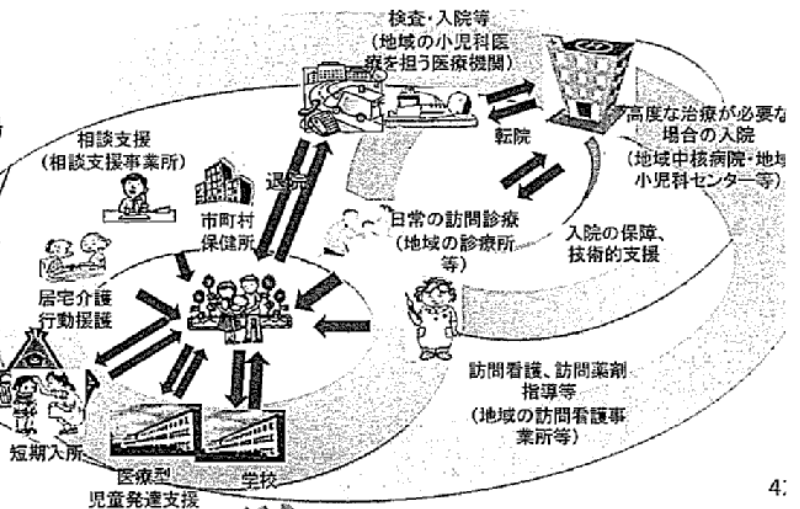 検査・入院等
(地域の小児科医
療を担う医療機関)
高度な治療が必要な
場合の入院
(地域中核病院・地域
小児科センター等)
転院
相談支援
(相談支援事業所)
市町村
保健所
退院
日常の訪問診療
(地域の診療所
等)
入院の保障、
技術的支援
居宅介護
行動援護
訪問看護、訪問薬剤
指導等
(地域の訪問看護事
業所等)
短期入所
医療型
児童発達支援
学校